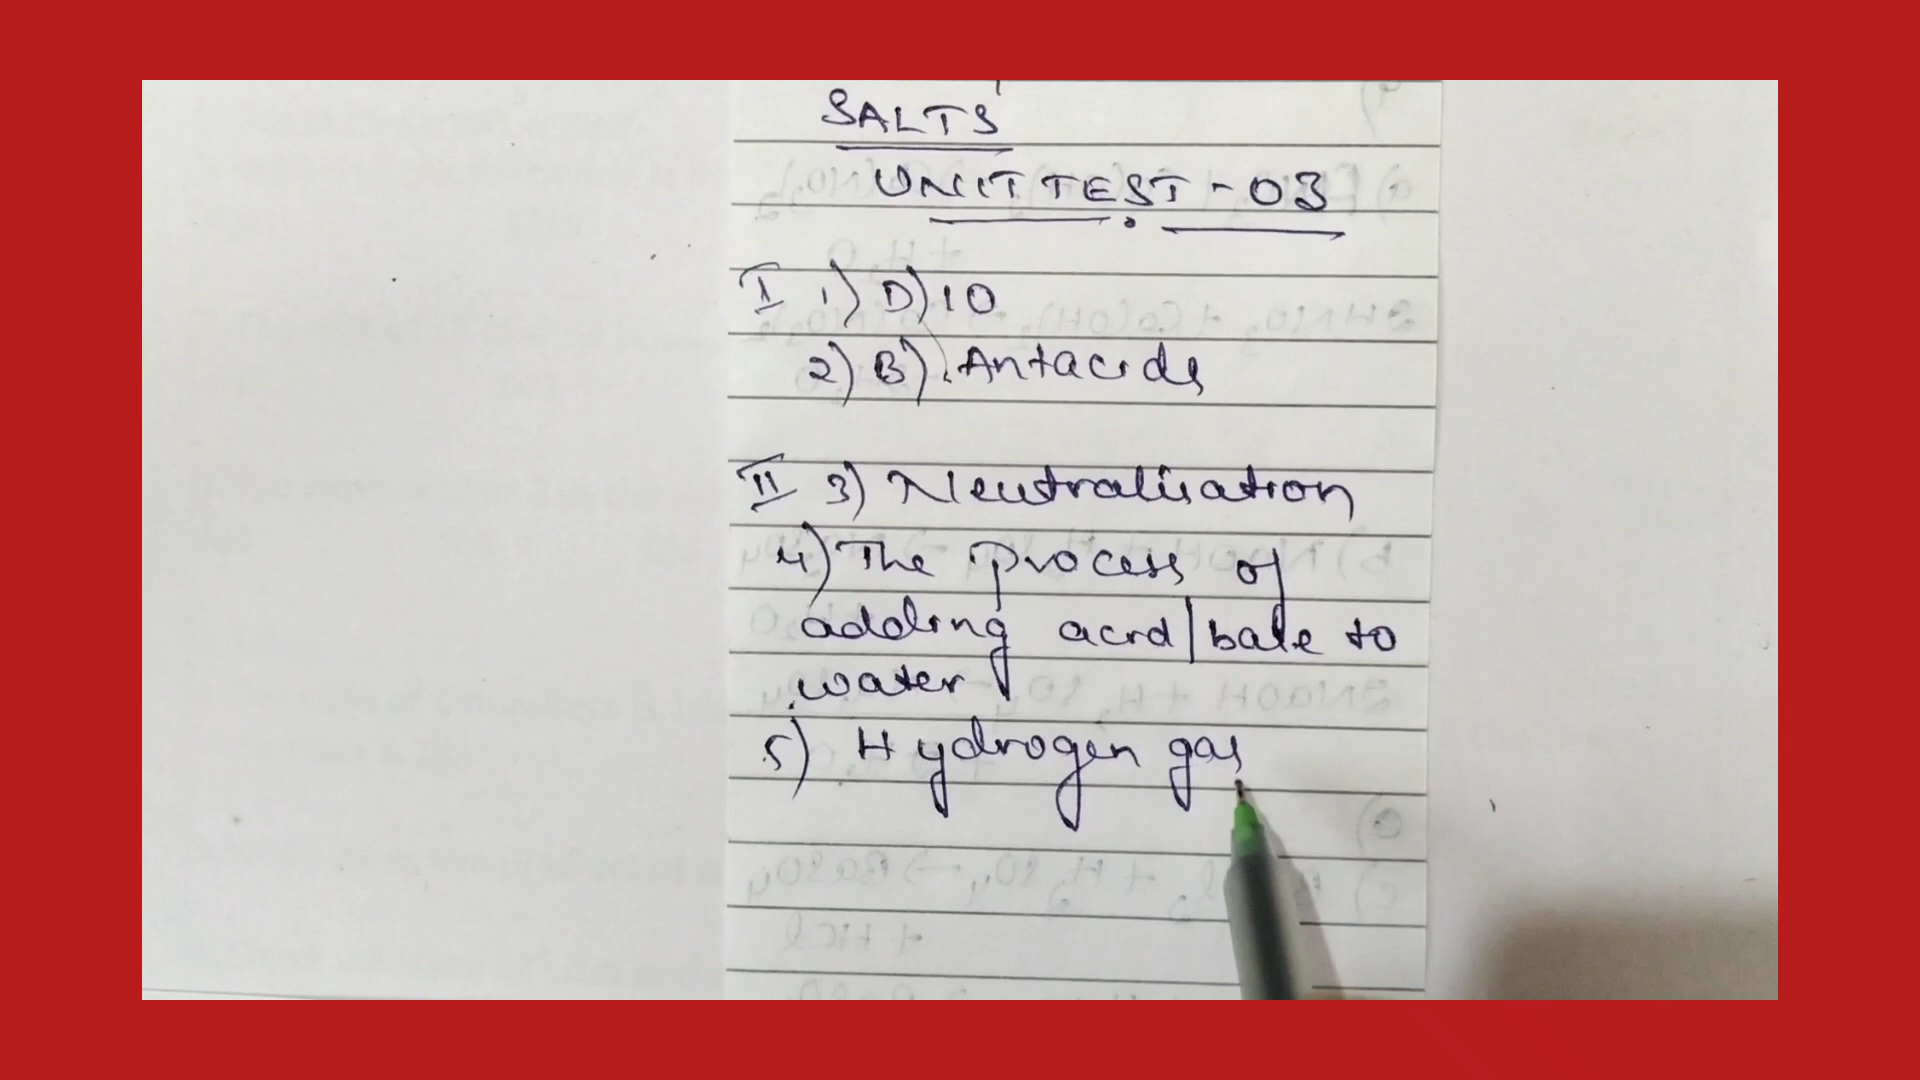 SALTS
UNIT TEST - 03
I 1) D) 10
2) B) Antacids
II 3) Neutralisation
4) The process of
adding acid/base to
water
5) Hydrogen gas